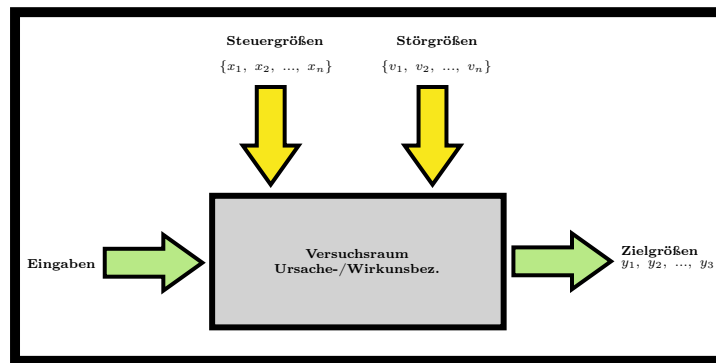 Steuergrößen
{x1, x2, ..., xn}
Störgrößen
{v1, v2, ..., vn}
Eingaben
Versuchsraum
Ursache-/Wirkunsbez.
Zielgrößen
y1, y2, ..., y3